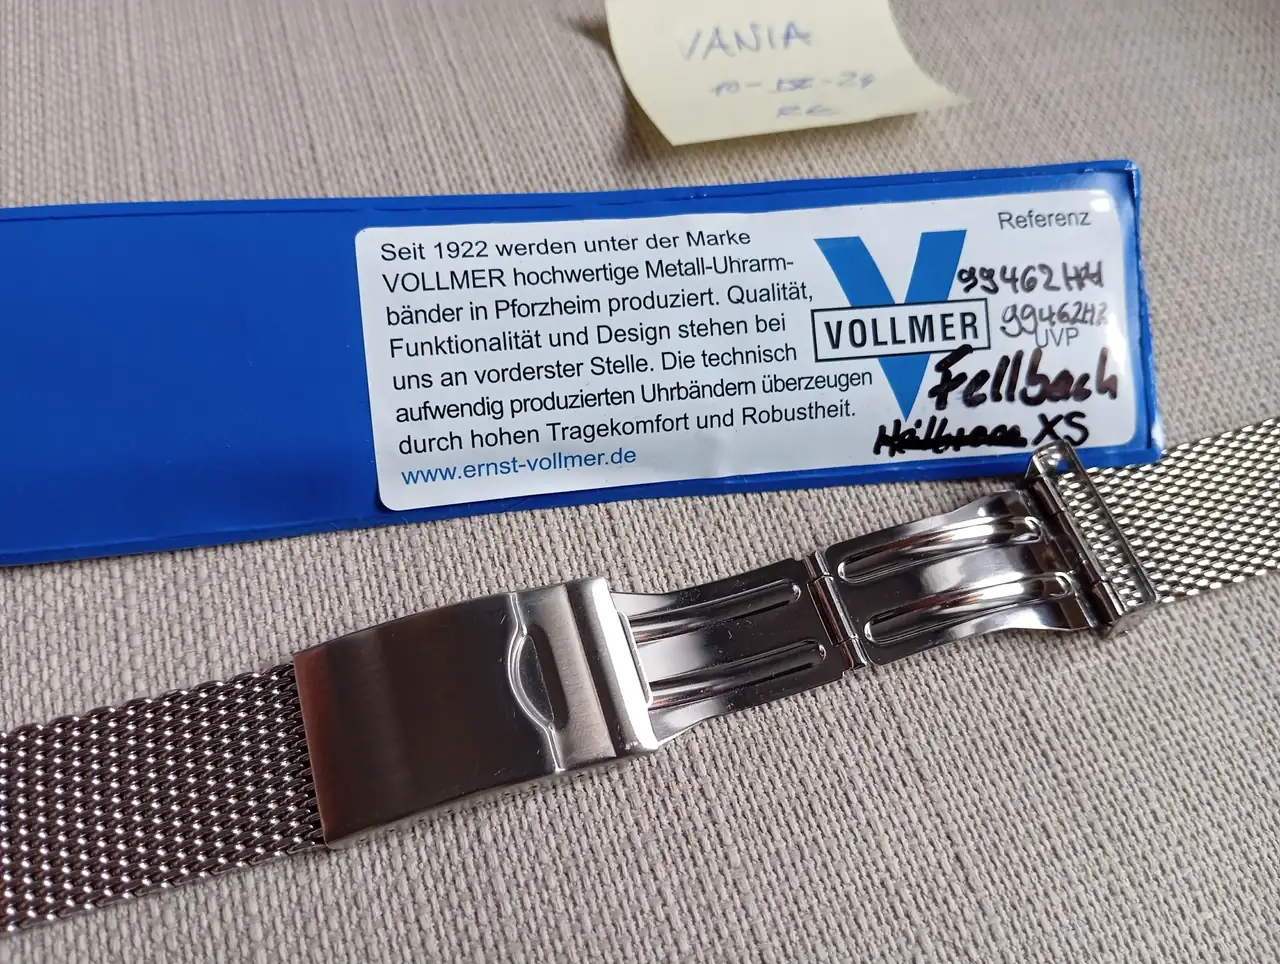 VANIA
Seit 1922 werden unter der Marke
VOLLMER hochwertige Metall-Uhrarm-
bänder in Pforzheim produziert. Qualität,
Funktionalität und Design stehen bei
uns an vorderster Stelle. Die technisch
aufwendig produzierten Uhrbändern überzeugen
durch hohen Tragekomfort und Robustheit.
www.ernst-vollmer.de
VOLLMER
Referenz
UVP
Fellbach
XS